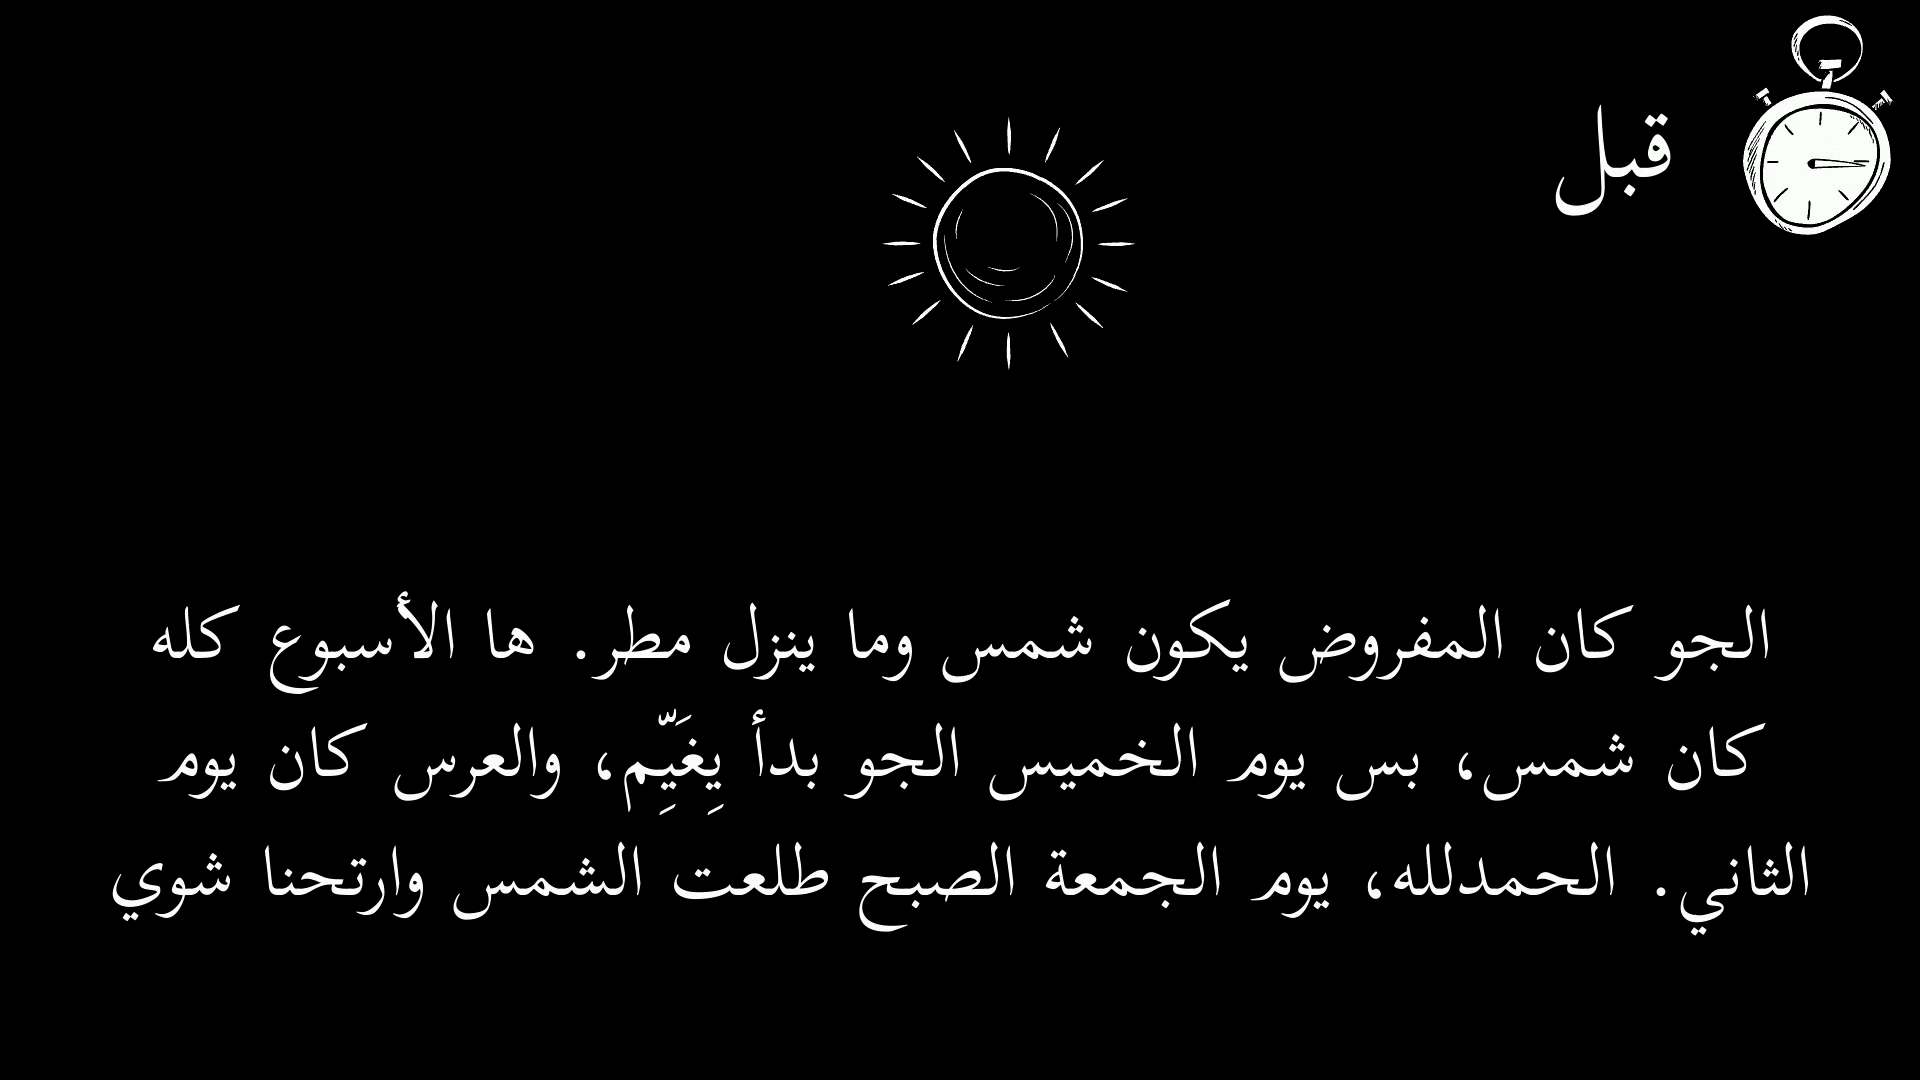 قبل
الجو كان المفروض يكون شمس وما ينزل مطر. ها الأسبوع كله
كان شمس، بس يوم الخميس الجو بدأ يِغَيِّم، والعرس كان يوم
الثاني. الحمدلله، يوم الجمعة الصبح طلعت الشمس وارتحنا شوي